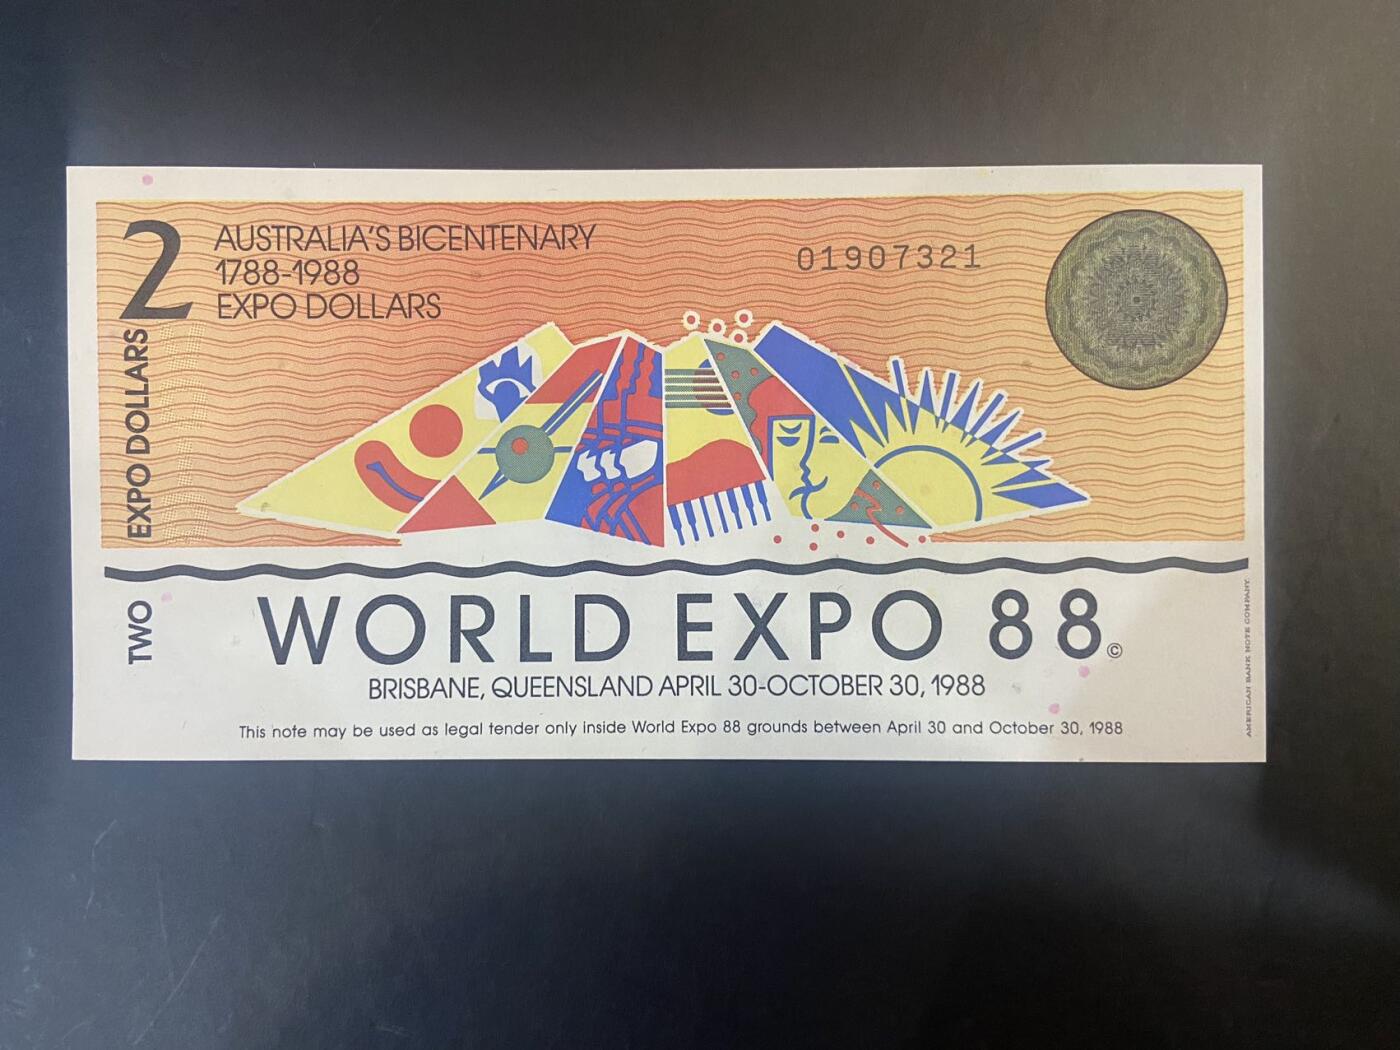 2
AUSTRALIA'S BICENTENARY
1788-1988
EXPO DOLLARS
01907321
TWO EXPO DOLLARS
WORLD EXPO 88 ©
BRISBANE, QUEENSLAND APRIL 30-OCTOBER 30, 1988
This note may be used as legal tender only inside World Expo 88 grounds between April 30 and October 30, 1988
AMERICAN BANK NOTE COMPANY